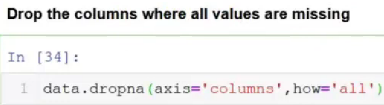 Drop the columns where all values are missing
In [34]:
1 data.dropna(axis='columns',how='all')